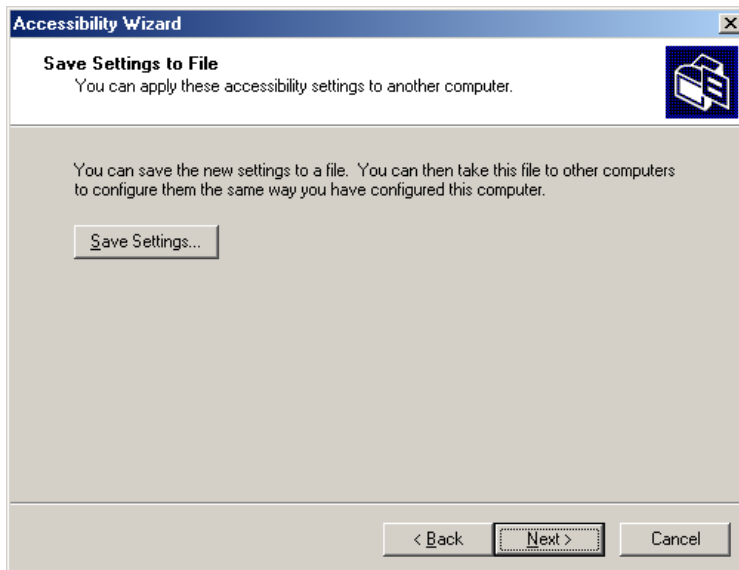 Accessibility Wizard
Save Settings to File
You can apply these accessibility settings to another computer.
You can save the new settings to a file. You can then take this file to other computers
to configure them the same way you have configured this computer.
Save Settings...
< Back
Next >
Cancel